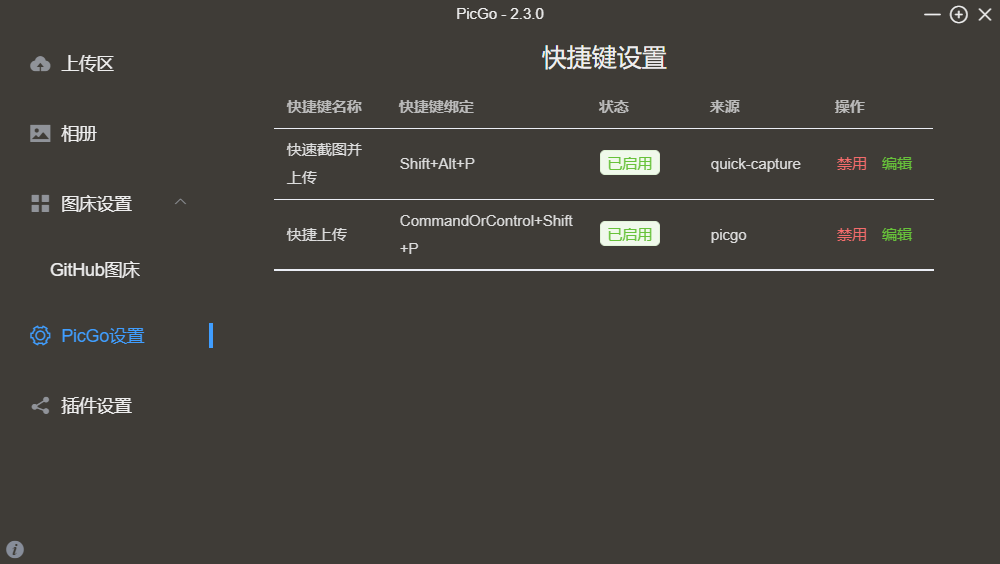 PicGo - 2.3.0
上传区
相册
图床设置
GitHub图床
PicGo设置
插件设置
快捷键设置
快捷键名称 快捷键绑定 状态 来源 操作
快速截图并
上传
Shift+Alt+P 已启用 quick-capture 禁用 编辑
快捷上传
CommandOrControl+Shift
+P
已启用 picgo 禁用 编辑